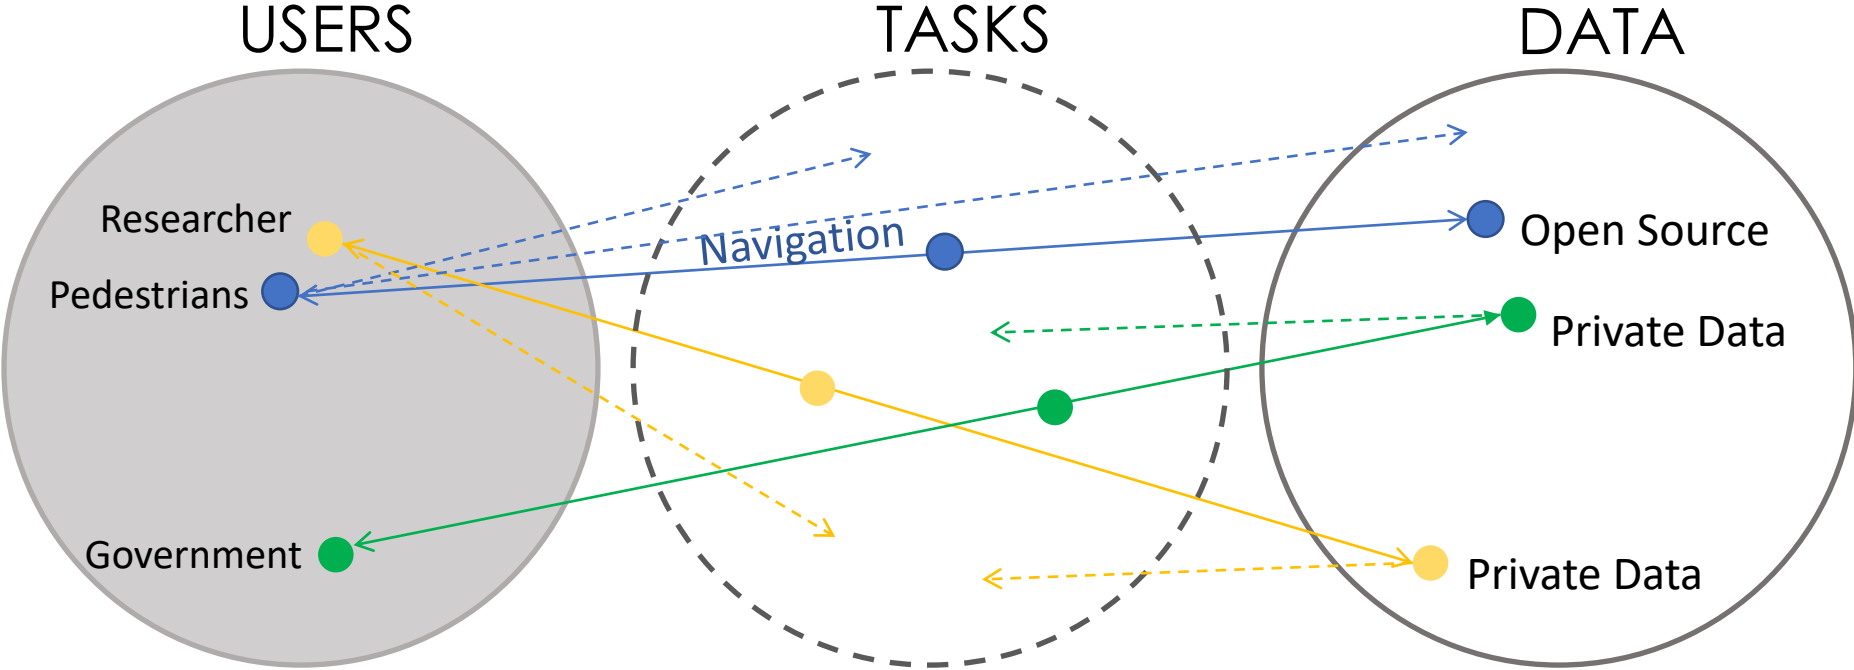 USERS
TASKS
DATA
Researcher
Pedestrians
Government
Navigation
Open Source
Private Data
Private Data